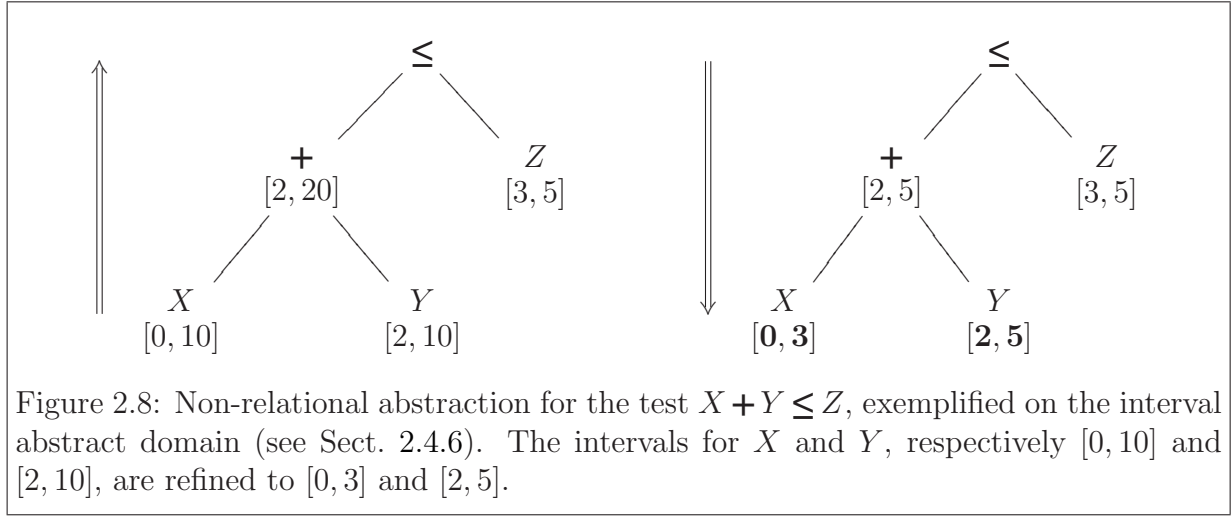 ≤ ≤
+ Z + Z
[2, 20] [3, 5] [2, 5] [3, 5]
X Y X Y
[0, 10] [2, 10] [0, 3] [2, 5]
Figure 2.8: Non-relational abstraction for the test X + Y ≤ Z, exemplified on the interval
abstract domain (see Sect. 2.4.6). The intervals for X and Y, respectively [0, 10] and
[2, 10], are refined to [0, 3] and [2, 5].